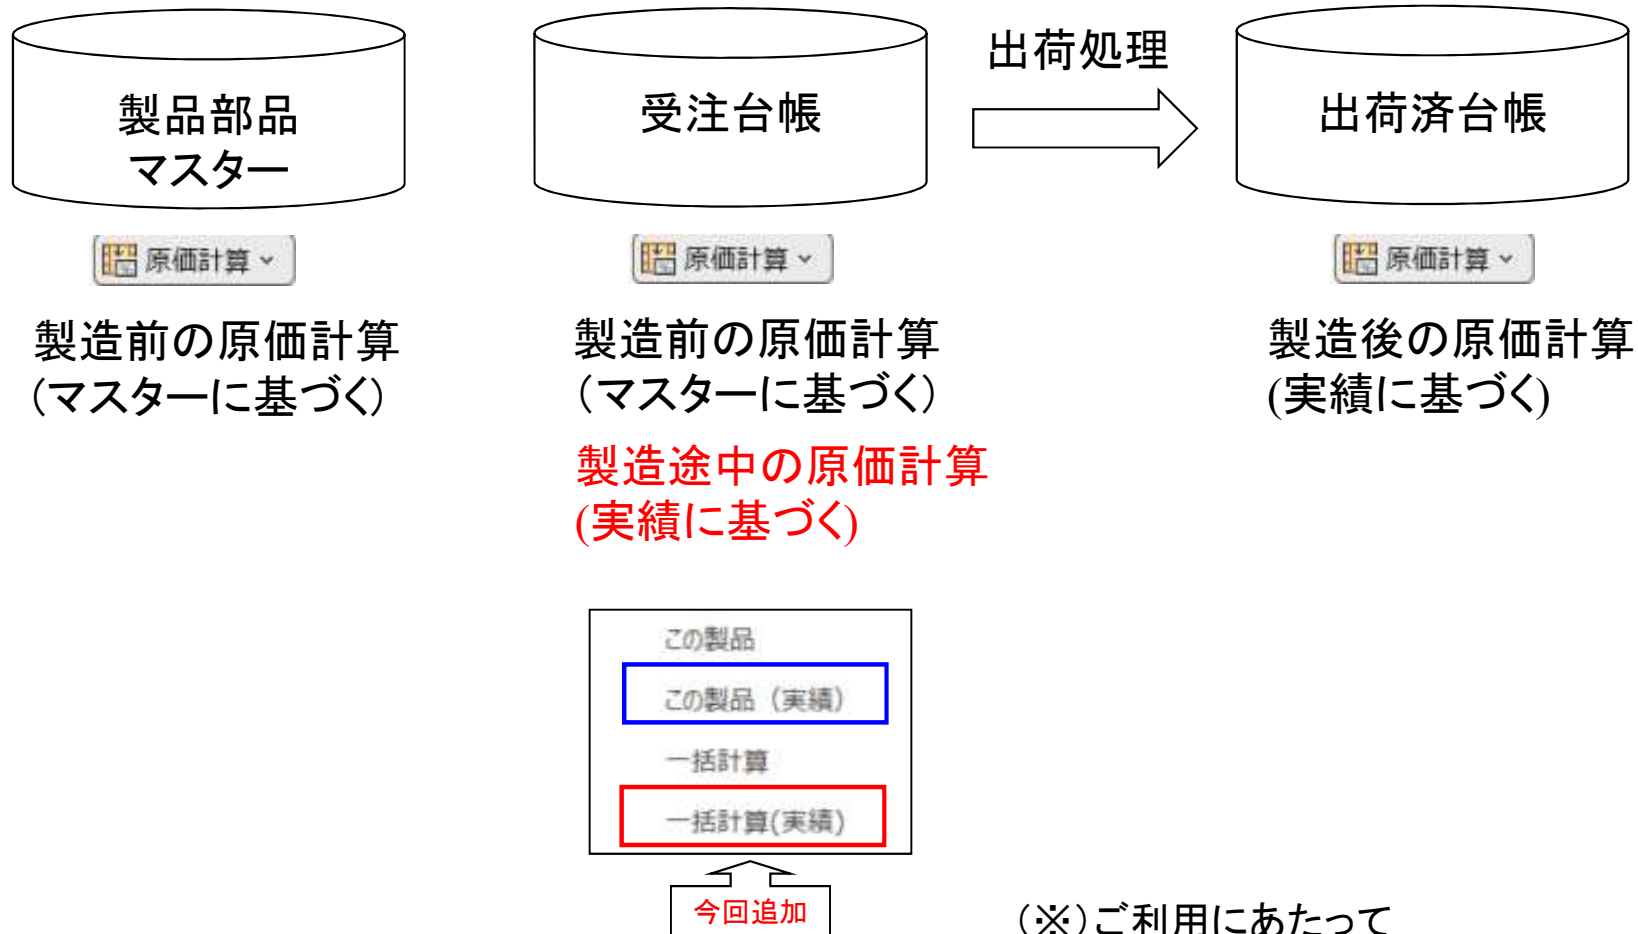 製品部品
マスター
受注台帳
出荷処理
出荷済台帳
原価計算
原価計算
原価計算
製造前の原価計算
(マスターに基づく)
製造前の原価計算
(マスターに基づく)
製造途中の原価計算
(実績に基づく)
製造後の原価計算
(実績に基づく)
この製品
この製品（実績）
一括計算
一括計算(実績)
今回追加
(※)ご利用にあたって